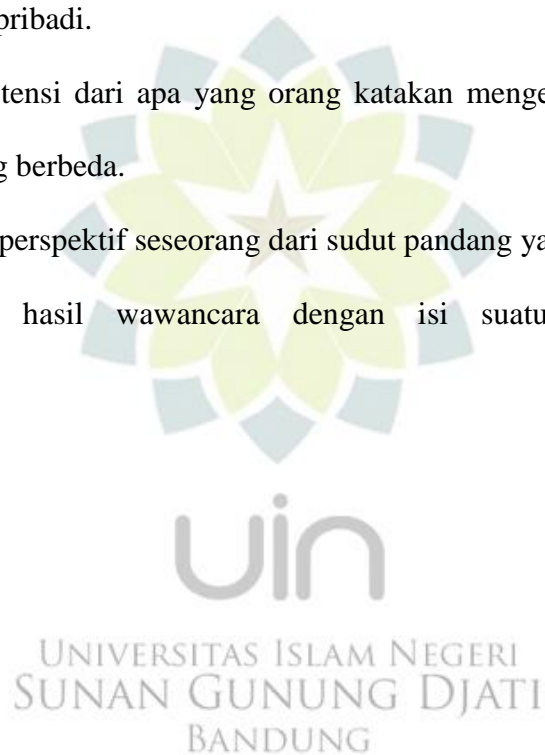 pribadi.
tensi dari apa yang orang katakan menge
g berbeda.
perspektif seseorang dari sudut pandang ya
hasil wawancara dengan isi suatu
uin
UNIVERSITAS ISLAM NEGERI
SUNAN GUNUNG DJATI
BANDUNG